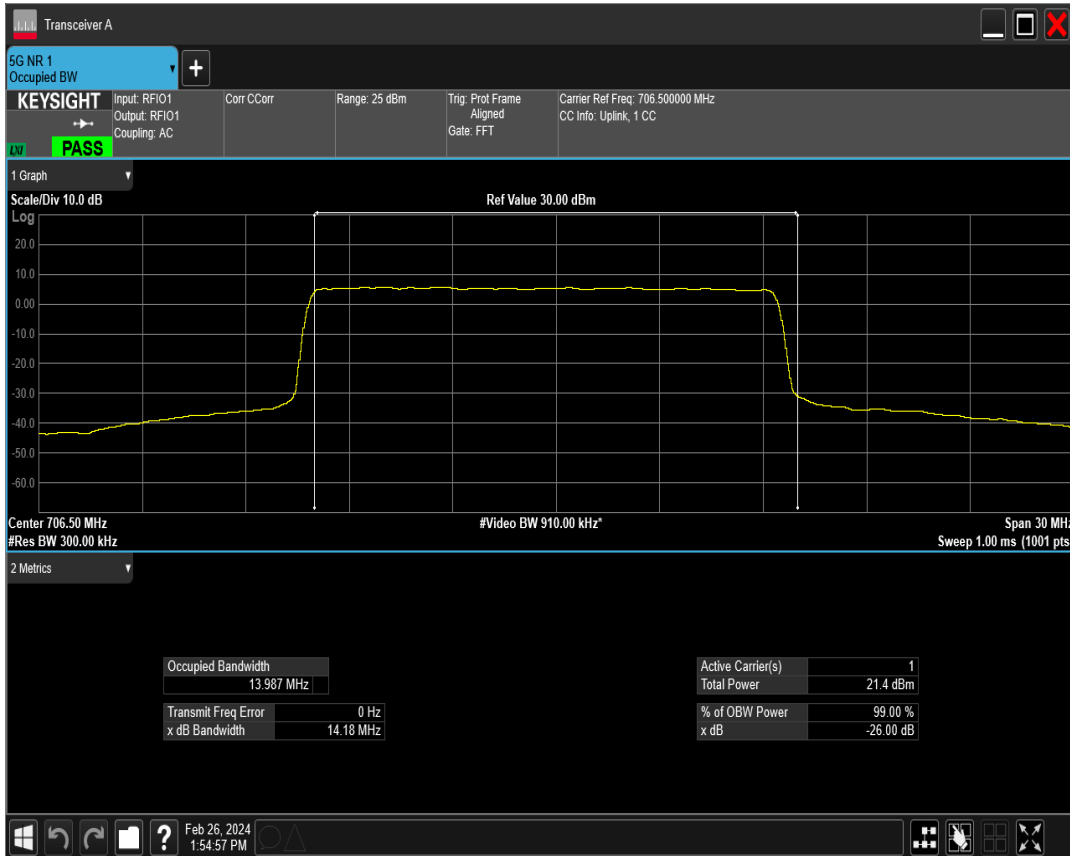 Transceiver A
5G NR 1
Occupied BW
KEYSIGHT
LXI
PASS
Input: RFIO1
Output: RFIO1
Coupling: AC
Corr CCorr
Range: 25 dBm
Trig: Prot Frame
Aligned
Gate: FFT
Carrier Ref Freq: 706.500000 MHz
CC Info: Uplink, 1 CC
1 Graph
Scale/Div 10.0 dB
Ref Value 30.00 dBm
Log
20.0
10.0
0.00
-10.0
-20.0
-30.0
-40.0
-50.0
-60.0
Center 706.50 MHz
#Video BW 910.00 kHz*
Span 30 MHz
#Res BW 300.00 kHz
Sweep 1.00 ms (1001 pts
2 Metrics
Occupied Bandwidth
13.987 MHz
Transmit Freq Error 0 Hz
x dB Bandwidth 14.18 MHz
Active Carrier(s) 1
Total Power 21.4 dBm
% of OBW Power 99.00 %
x dB -26.00 dB
?
Feb 26, 2024
1:54:57 PM